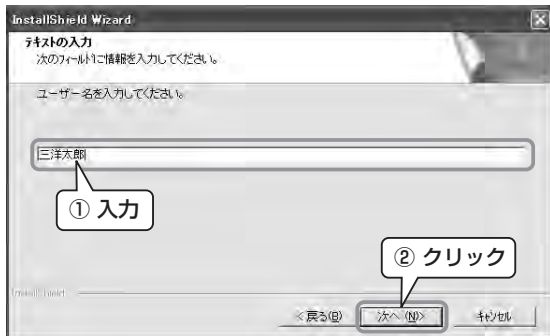 InstallShield Wizard
テキストの入力
次のフィールドに情報を入力してください。
ユーザー名を入力してください。
三洋太郎
① 入力
② クリック
InstallShield
<戻る(B)
次へ(N)>
キャンセル